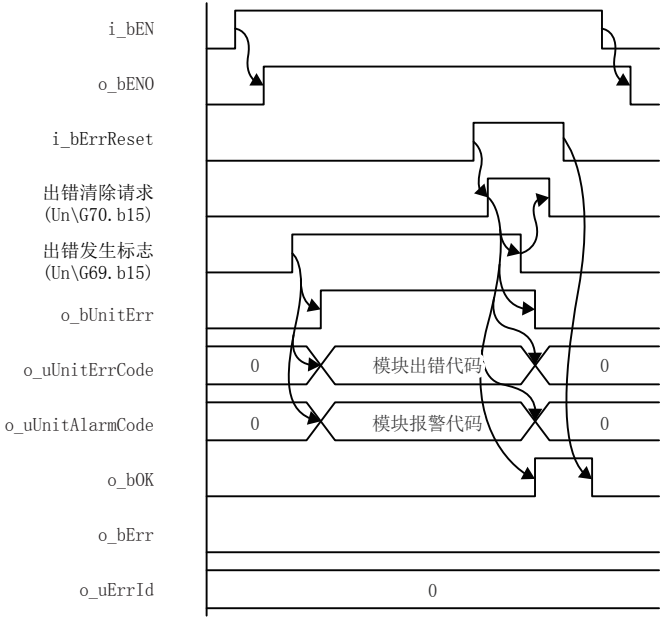 i_bEN
o_bENO
i_bErrReset
出错清除请求
(Un\G70.b15)
出错发生标志
(Un\G69.b15)
o_bUnitErr
o_uUnitErrCode
0
模块出错代码
0
o_uUnitAlarmCode
0
模块报警代码
0
o_bOK
o_bErr
o_uErrId
0